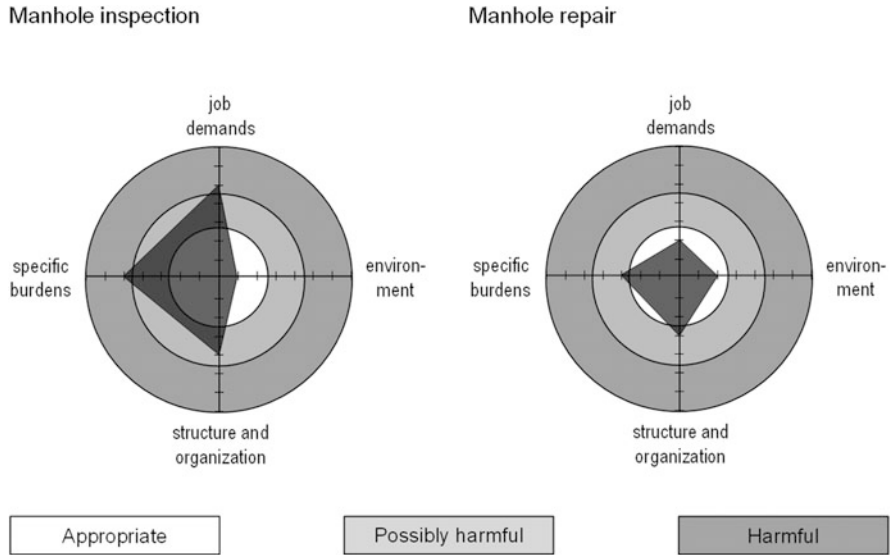 Manhole inspection
Manhole repair
job
demands
specific
burdens
environ-
ment
structure and
organization
job
demands
specific
burdens
environ-
ment
structure and
organization
Appropriate
Possibly harmful
Harmful